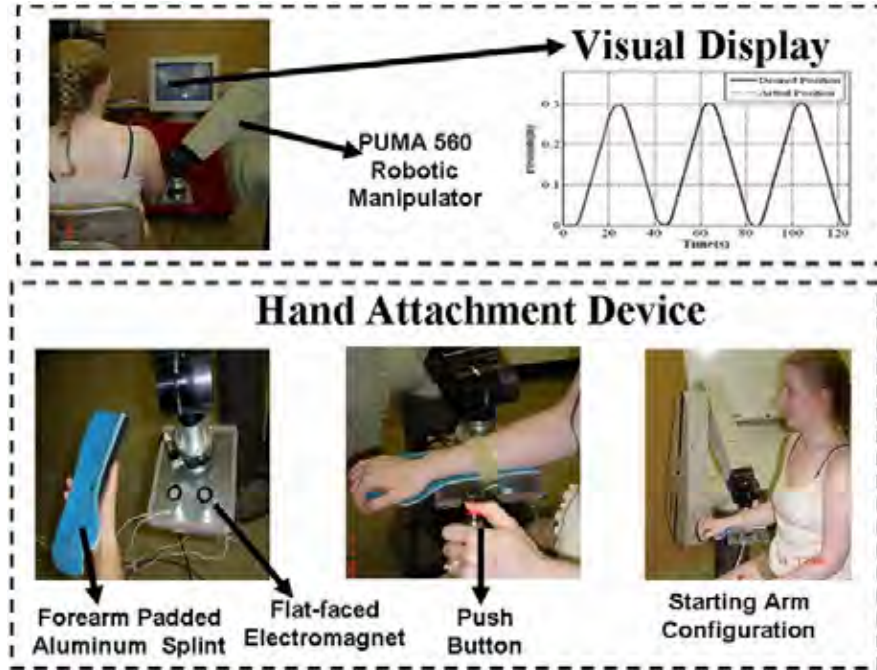 Visual Display
PUMA 560
Robotic
Manipulator
Desired Position
Actual Position
0.3
0.2
0.1
0
0
20
40
60
80
100
120
Time(s)
Hand Attachment Device
Forearm Padded
Aluminum Splint
Flat-faced
Electromagnet
Push
Button
Starting Arm
Configuration